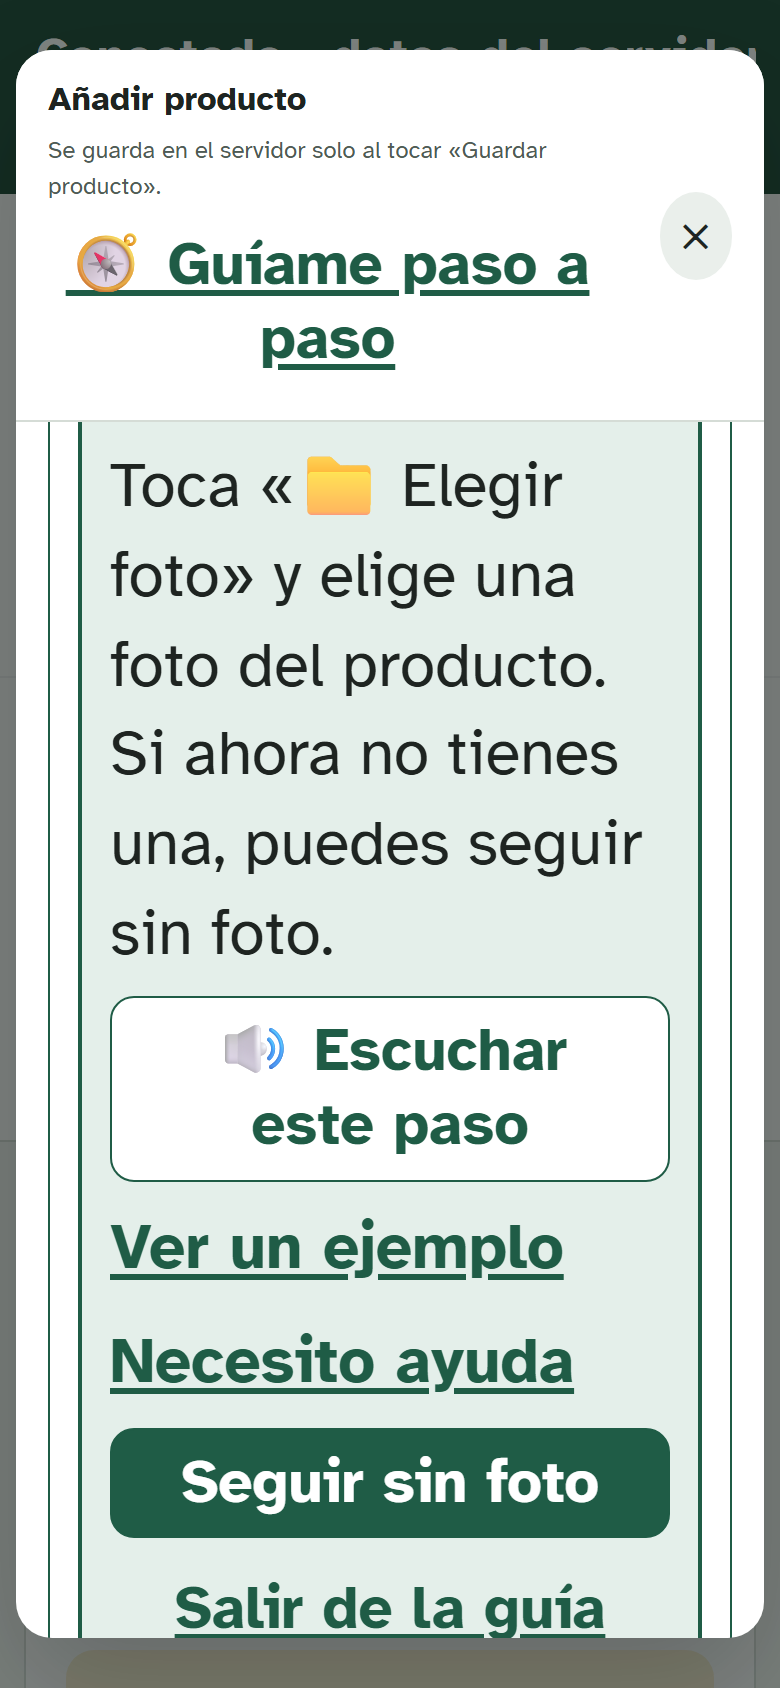 Añadir producto
Se guarda en el servidor solo al tocar «Guardar
producto».
Guíame paso a
paso
Toca «📁 Elegir
foto» y elige una
foto del producto.
Si ahora no tienes
una, puedes seguir
sin foto.
Escuchar
este paso
Ver un ejemplo
Necesito ayuda
Seguir sin foto
Salir de la guía